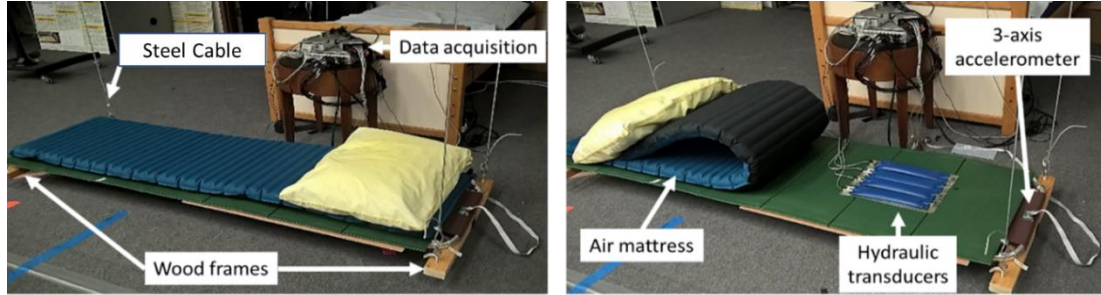 Steel Cable
Data acquisition
Wood frames
3-axis
accelerometer
Air mattress
Hydraulic
transducers